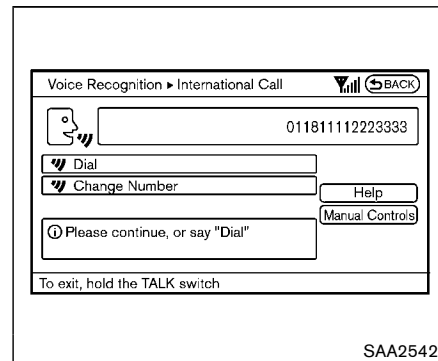 Voice Recognition ▸ International Call BACK
011811112223333
Dial
Change Number
Help
Manual Controls
Please continue, or say "Dial"
To exit, hold the TALK switch
SAA2542